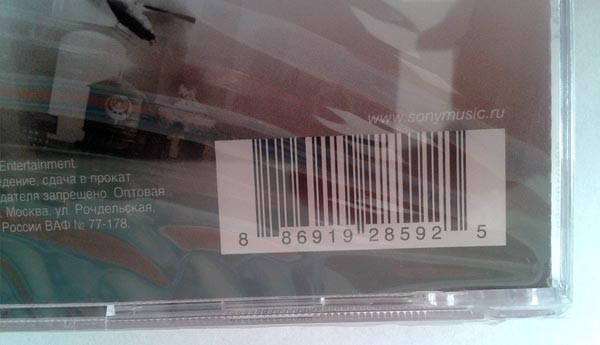 www.sonymusic.ru
Entertainment.
едение, сдача в прокат,
дателя запрещено. Оптовая
, Москва, ул. Рочдельская,
России ВАФ № 77-178.
8 86919 28592 5